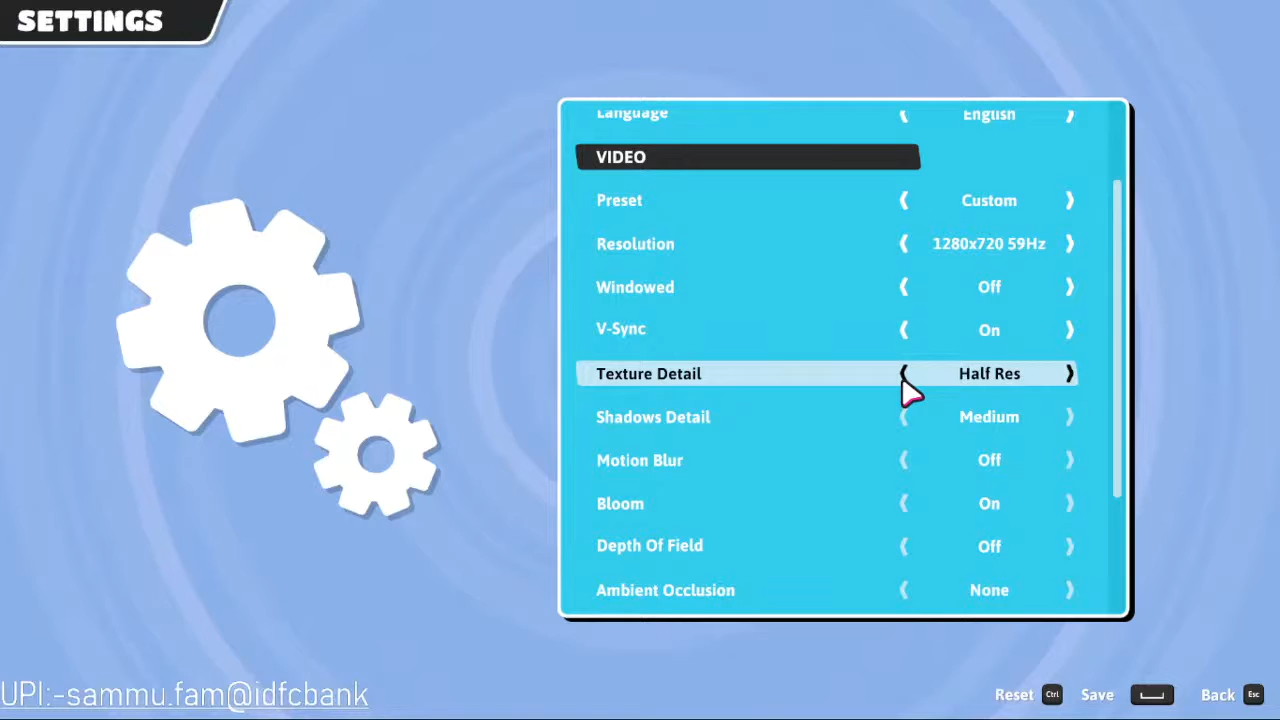 SETTINGS
Language English
VIDEO
Preset Custom
Resolution 1280x720 59Hz
Windowed Off
V-Sync On
Texture Detail Half Res
Shadows Detail Medium
Motion Blur Off
Bloom On
Depth Of Field Off
Ambient Occlusion None
UPI:-sammu.fam@idfcbank
Reset Ctrl Save Back Esc